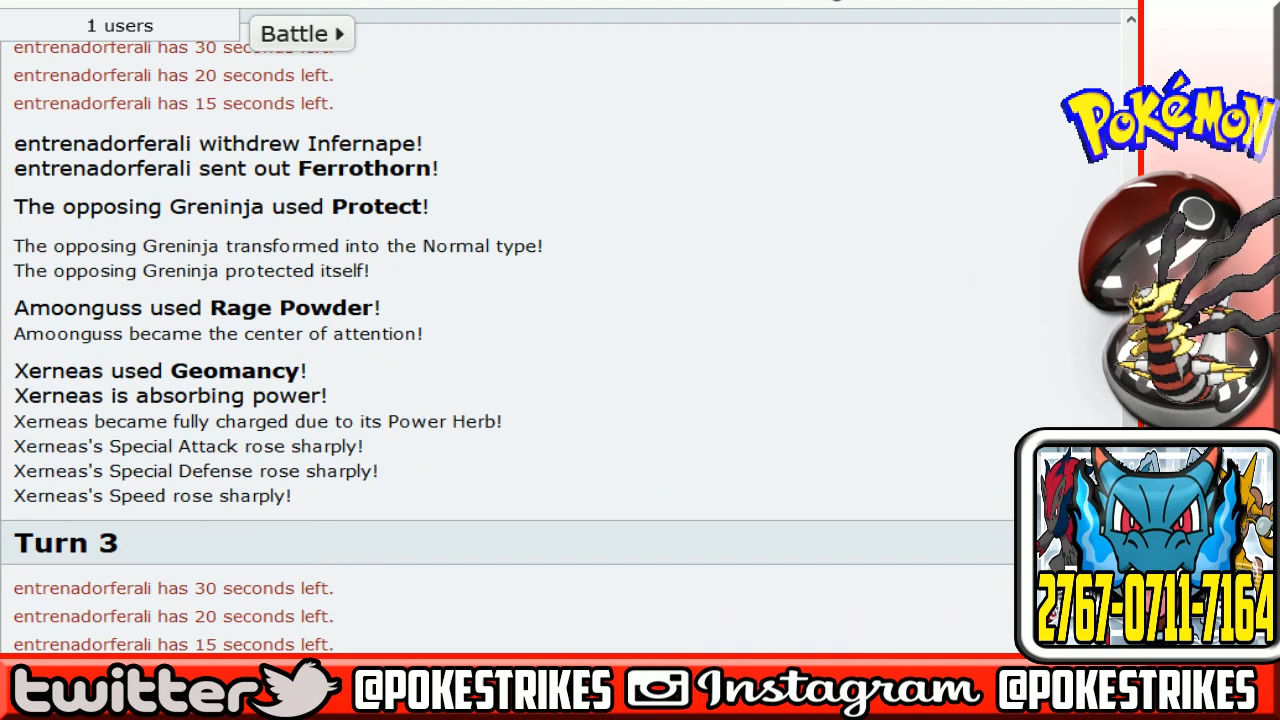 1 users
Battle
entrenadorferali has 30 seconds left.
entrenadorferali has 20 seconds left.
entrenadorferali has 15 seconds left.
entrenadorferali withdrew Infernape!
entrenadorferali sent out Ferrothorn!
The opposing Greninja used Protect!
The opposing Greninja transformed into the Normal type!
The opposing Greninja protected itself!
Amoonguss used Rage Powder!
Amoonguss became the center of attention!
Xerneas used Geomancy!
Xerneas is absorbing power!
Xerneas became fully charged due to its Power Herb!
Xerneas's Special Attack rose sharply!
Xerneas's Special Defense rose sharply!
Xerneas's Speed rose sharply!
Turn 3
entrenadorferali has 30 seconds left.
entrenadorferali has 20 seconds left.
entrenadorferali has 15 seconds left.
POKéMON
2767-0711-7164
twitter @POKESTRIKES Instagram @POKESTRIKES